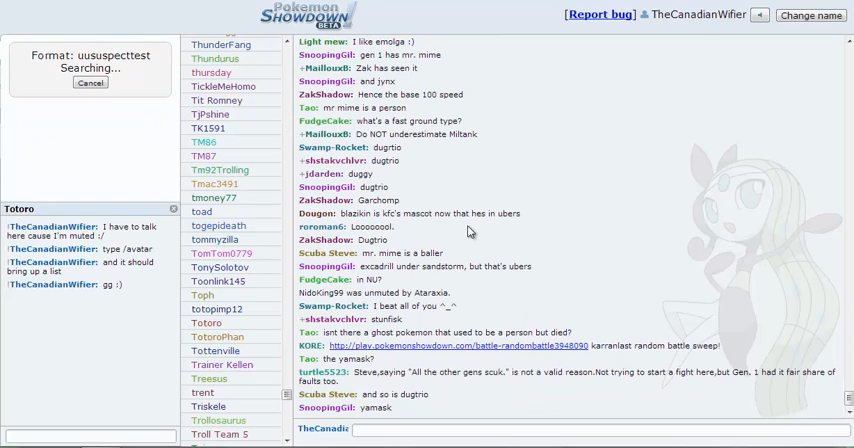 Pokemon
SHOWDOWN!
BETA
[Report bug]
TheCanadianWifier
Change name
Format: uususpecttest
Searching...
Cancel
Totoro
!TheCanadianWifier: I have to talk
here cause I'm muted :/
!TheCanadianWifier: type /avatar
!TheCanadianWifier: and it should
bring up a list
!TheCanadianWifier: gg :)
ThunderFang
Thundurus
thursday
TickleMeHomo
Tit Romney
TjPshine
TK1591
TM86
TM87
Tm92Trolling
Tmac3491
tmoney77
toad
togepideath
tommyzilla
TomTom0779
TonySolotov
Toonlink145
Toph
totopimp12
Totoro
TotoroPhan
Tottenville
Trainer Kellen
Treesus
trent
Triskele
Trollosaurus
Troll Team 5
Light mew: I like emolga :)
SnoopingGil: gen 1 has mr. mime
+MaillouxB: Zak has seen it
SnoopingGil: and jynx
ZakShadow: Hence the base 100 speed
Tao: mr mime is a person
FudgeCake: what's a fast ground type?
+MaillouxB: Do NOT underestimate Miltank
Swamp-Rocket: dugtrio
+shstakvchlvr: dugtrio
+jdarden: duggy
SnoopingGil: dugtrio
ZakShadow: Garchomp
Dougon: blazikin is kfc's mascot now that hes in ubers
roroman6: Loooooool.
ZakShadow: Dugtrio
Scuba Steve: mr. mime is a baller
SnoopingGil: excadrill under sandstorm, but that's ubers
FudgeCake: in NU?
NidoKing99 was unmuted by Ataraxia.
Swamp-Rocket: I beat all of you ^_^
+shstakvchlvr: stunfisk
Tao: isnt there a ghost pokemon that used to be a person but died?
KORE: http://play.pokemonshowdown.com/battle-randombattle3948090 karranlast random battle sweep!
Tao: the yamask?
turtle5523: Steve,saying "All the other gens scuk." is not a valid reason.Not trying to start a fight here,but Gen. 1 had it fair share of
faults too.
Scuba Steve: and so is dugtrio
SnoopingGil: yamask
TheCanadia